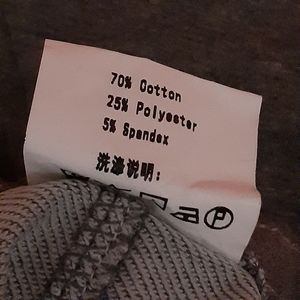 70% Cotton
25% Polyester
5% Spandex
洗涤说明:
P